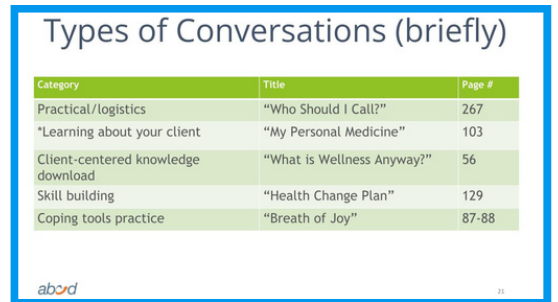 Types of Conversations (briefly)
Category Title Page #
Practical/logistics “Who Should I Call?” 267
*Learning about your client “My Personal Medicine” 103
Client-centered knowledge “What is Wellness Anyway?” 56
download
Skill building “Health Change Plan” 129
Coping tools practice “Breath of Joy” 87-88
abcd
21